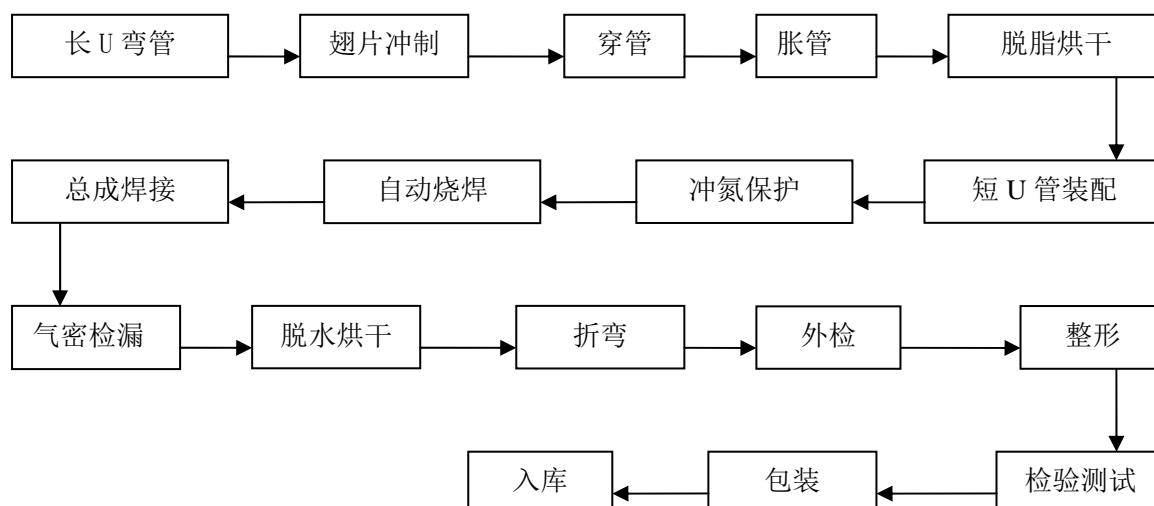 长 U 弯管
翅片冲制
穿管
胀管
脱脂烘干
短 U 管装配
冲氮保护
自动烧焊
总成焊接
气密检漏
脱水烘干
折弯
外检
整形
检验测试
包装
入库